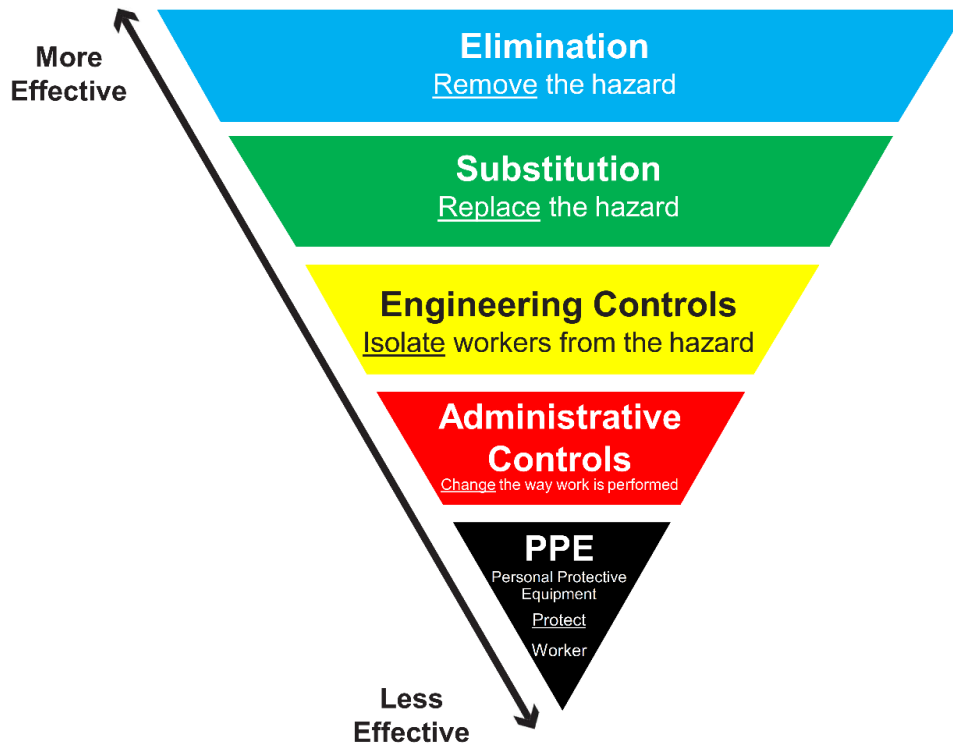 More
Effective
Elimination
Remove the hazard
Substitution
Replace the hazard
Engineering Controls
Isolate workers from the hazard
Administrative
Controls
Change the way work is performed
PPE
Personal Protective
Equipment
Protect
Worker
Less
Effective